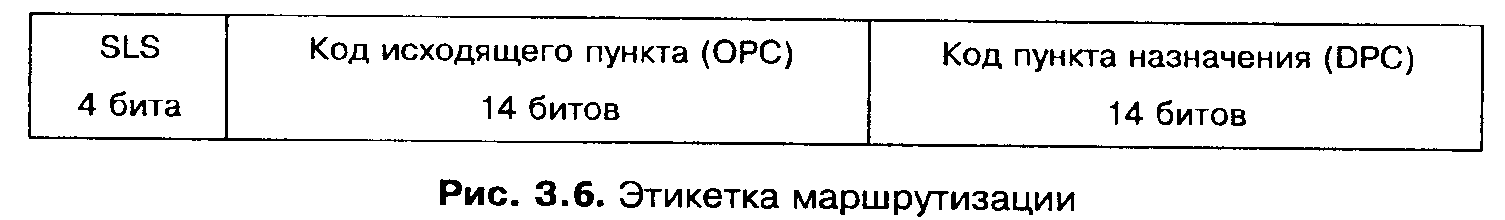 SLS
4 бита
Код исходящего пункта (OPC)
14 битов
Код пункта назначения (DPC)
14 битов
Рис. 3.6. Этикетка маршрутизации